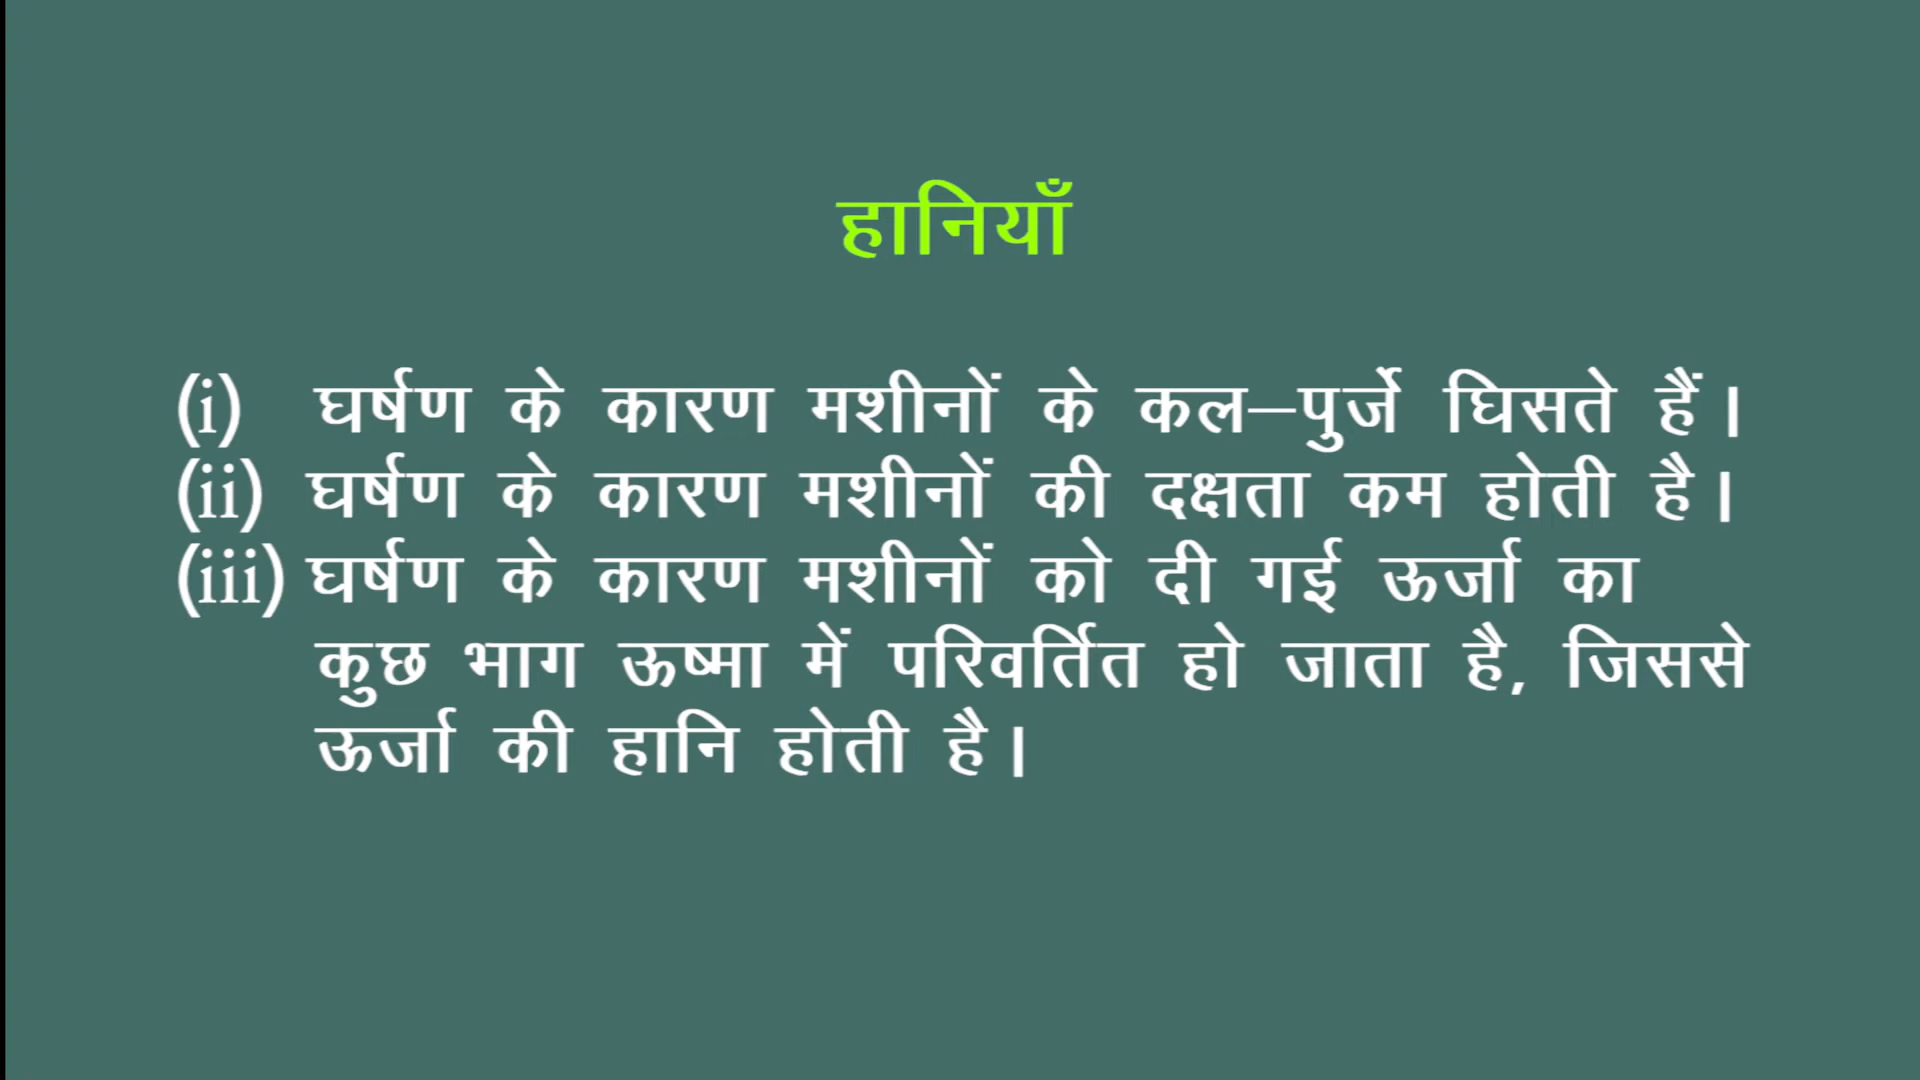 हानियाँ
(i) घर्षण के कारण मशीनों के कल–पुर्जे घिसते हैं।
(ii) घर्षण के कारण मशीनों की दक्षता कम होती है।
(iii) घर्षण के कारण मशीनों को दी गई ऊर्जा का
कुछ भाग ऊष्मा में परिवर्तित हो जाता है, जिससे
ऊर्जा की हानि होती है।